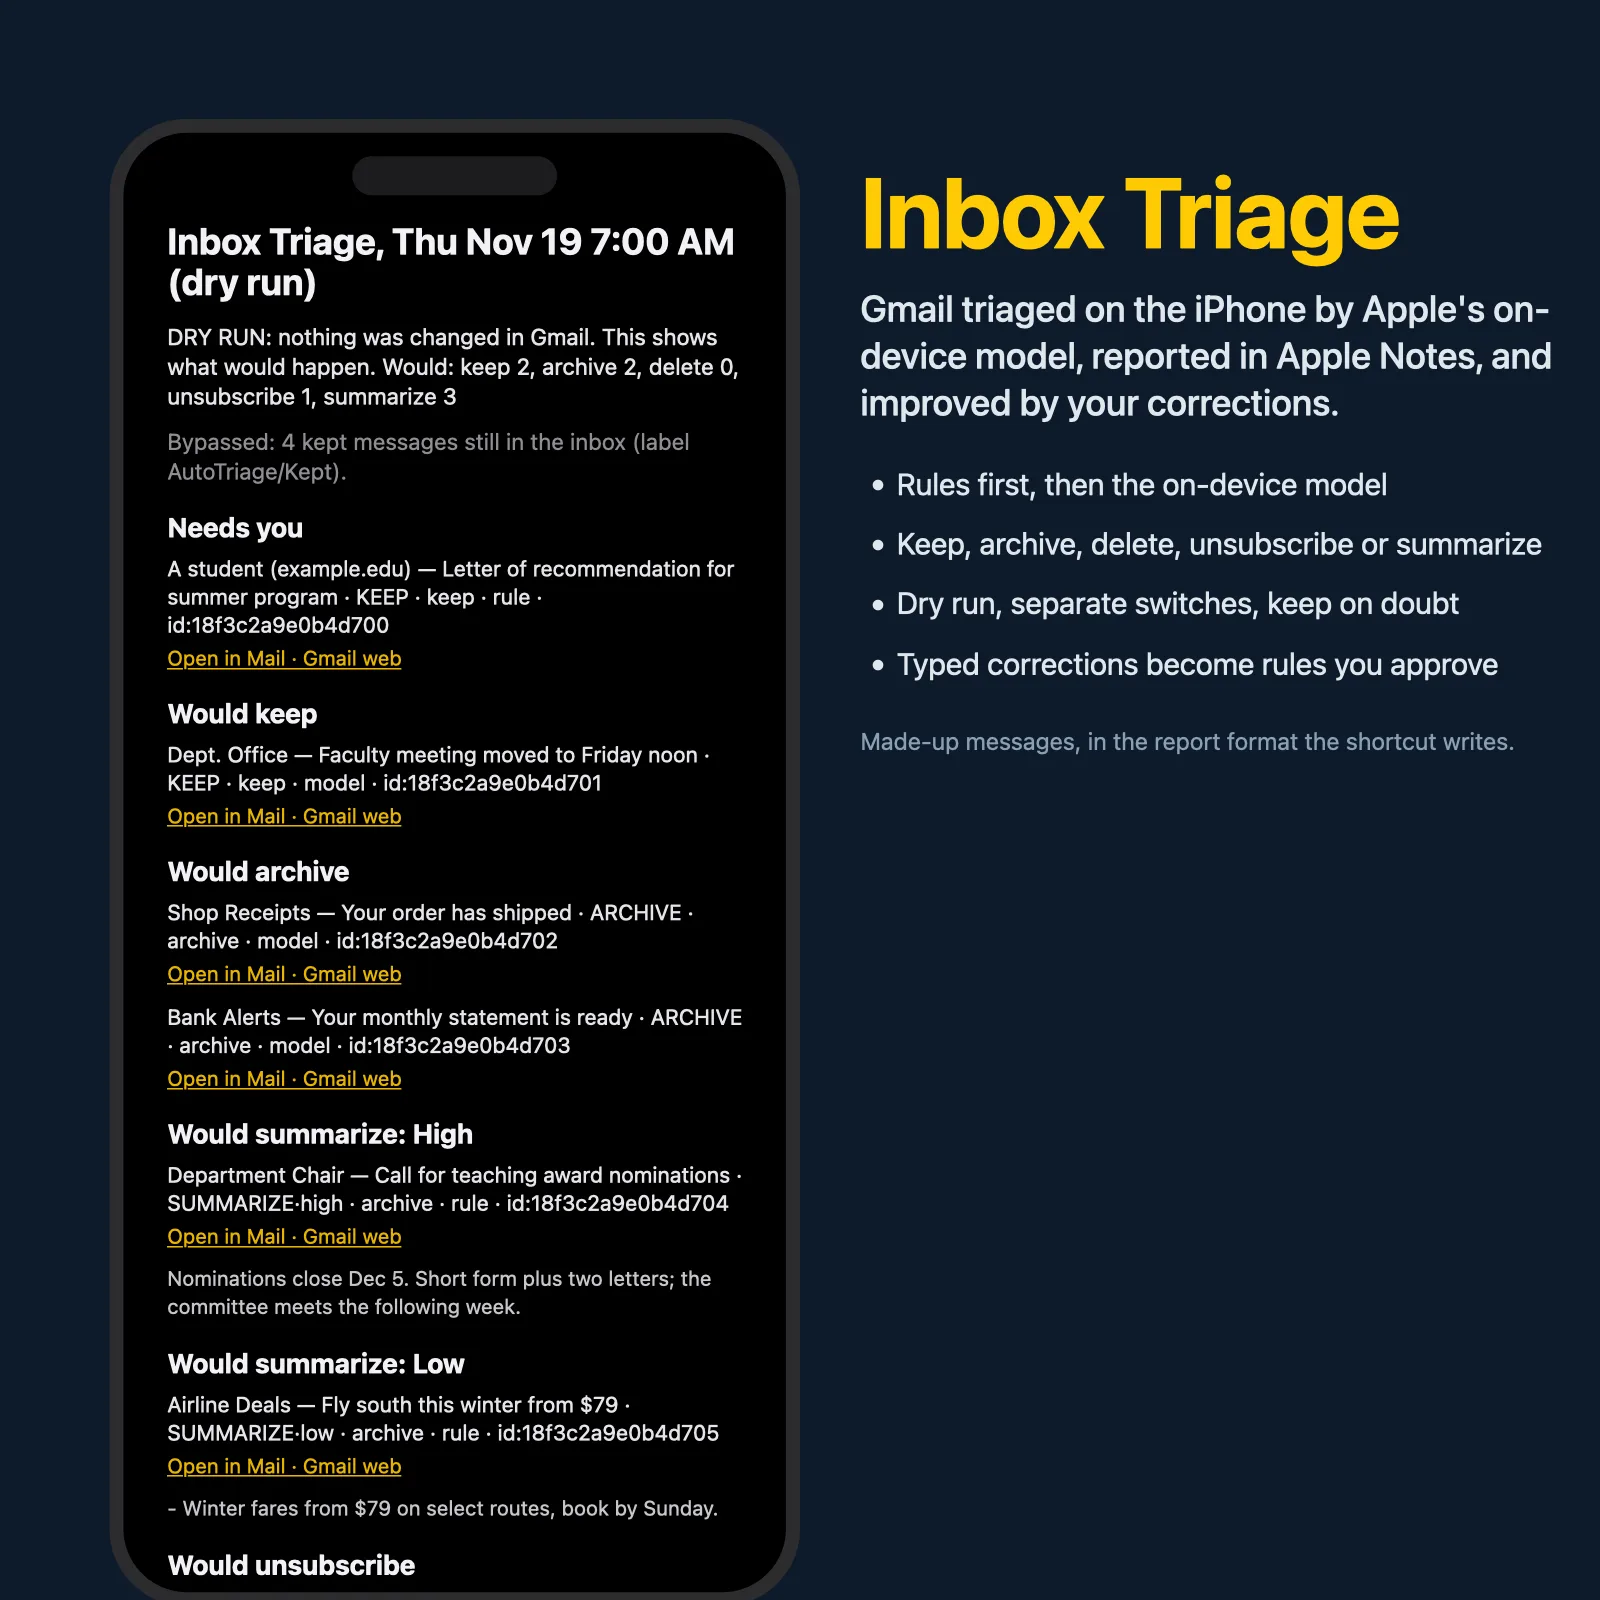 Inbox Triage, Thu Nov 19 7:00 AM
(dry run)
DRY RUN: nothing was changed in Gmail. This shows
what would happen. Would: keep 2, archive 2, delete 0,
unsubscribe 1, summarize 3
Bypassed: 4 kept messages still in the inbox (label
AutoTriage/Kept).
Needs you
A student (example.edu) — Letter of recommendation for
summer program · KEEP · keep · rule ·
id:18f3c2a9e0b4d700
Open in Mail · Gmail web
Would keep
Dept. Office — Faculty meeting moved to Friday noon ·
KEEP · keep · model · id:18f3c2a9e0b4d701
Open in Mail · Gmail web
Would archive
Shop Receipts — Your order has shipped · ARCHIVE ·
archive · model · id:18f3c2a9e0b4d702
Open in Mail · Gmail web
Bank Alerts — Your monthly statement is ready · ARCHIVE
· archive · model · id:18f3c2a9e0b4d703
Open in Mail · Gmail web
Would summarize: High
Department Chair — Call for teaching award nominations ·
SUMMARIZE·high · archive · rule · id:18f3c2a9e0b4d704
Open in Mail · Gmail web
Nominations close Dec 5. Short form plus two letters; the
committee meets the following week.
Would summarize: Low
Airline Deals — Fly south this winter from $79 ·
SUMMARIZE·low · archive · rule · id:18f3c2a9e0b4d705
Open in Mail · Gmail web
- Winter fares from $79 on select routes, book by Sunday.
Would unsubscribe
Inbox Triage
Gmail triaged on the iPhone by Apple's on-
device model, reported in Apple Notes, and
improved by your corrections.
• Rules first, then the on-device model
• Keep, archive, delete, unsubscribe or summarize
• Dry run, separate switches, keep on doubt
• Typed corrections become rules you approve
Made-up messages, in the report format the shortcut writes.